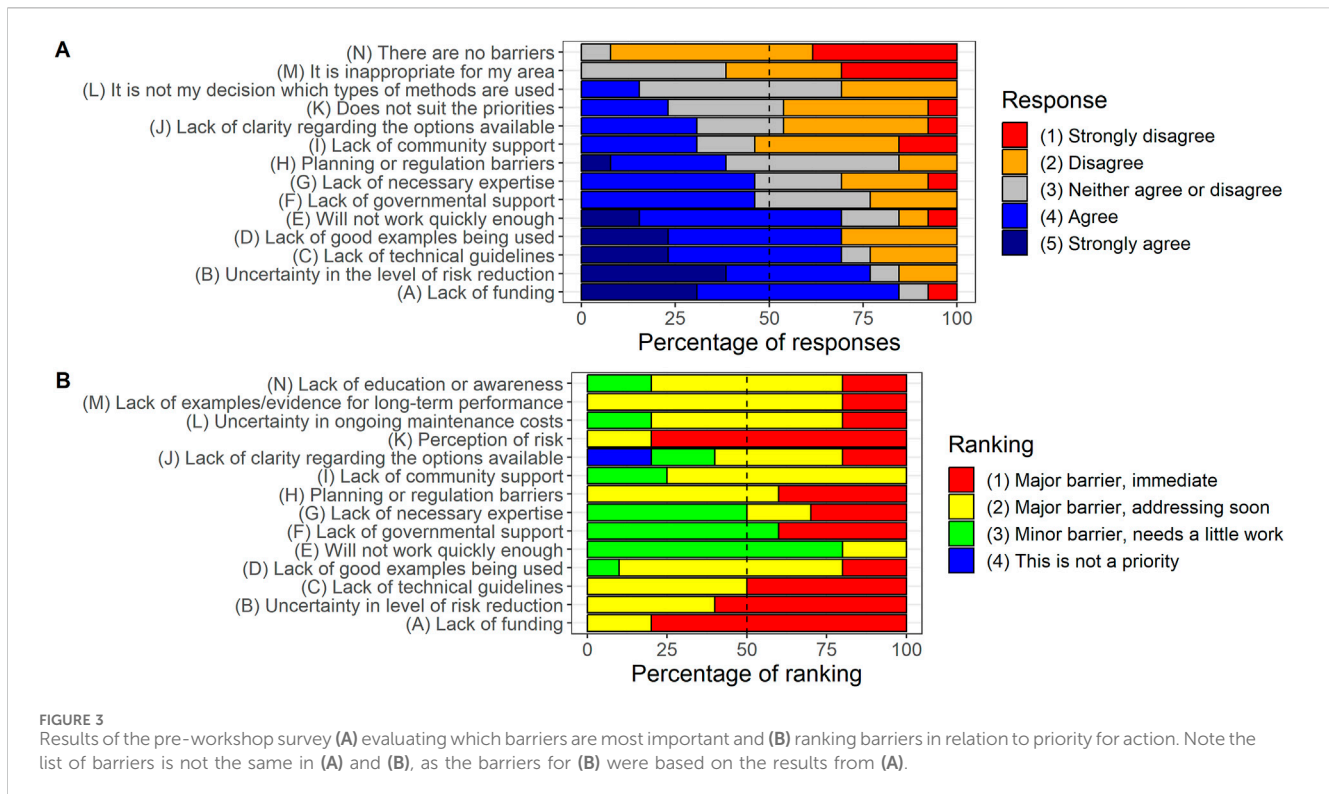 A
(N) There are no barriers
(M) It is inappropriate for my area
(L) It is not my decision which types of methods are used
(K) Does not suit the priorities
(J) Lack of clarity regarding the options available
(I) Lack of community support
(H) Planning or regulation barriers
(G) Lack of necessary expertise
(F) Lack of governmental support
(E) Will not work quickly enough
(D) Lack of good examples being used
(C) Lack of technical guidelines
(B) Uncertainty in the level of risk reduction
(A) Lack of funding
0 25 50 75 100
Percentage of responses
Response
(1) Strongly disagree
(2) Disagree
(3) Neither agree or disagree
(4) Agree
(5) Strongly agree
B
(N) Lack of education or awareness
(M) Lack of examples/evidence for long-term performance
(L) Uncertainty in ongoing maintenance costs
(K) Perception of risk
(J) Lack of clarity regarding the options available
(I) Lack of community support
(H) Planning or regulation barriers
(G) Lack of necessary expertise
(F) Lack of governmental support
(E) Will not work quickly enough
(D) Lack of good examples being used
(C) Lack of technical guidelines
(B) Uncertainty in level of risk reduction
(A) Lack of funding
0 25 50 75 100
Percentage of ranking
Ranking
(1) Major barrier, immediate
(2) Major barrier, addressing soon
(3) Minor barrier, needs a little work
(4) This is not a priority
FIGURE 3
Results of the pre-workshop survey (A) evaluating which barriers are most important and (B) ranking barriers in relation to priority for action. Note the
list of barriers is not the same in (A) and (B), as the barriers for (B) were based on the results from (A).